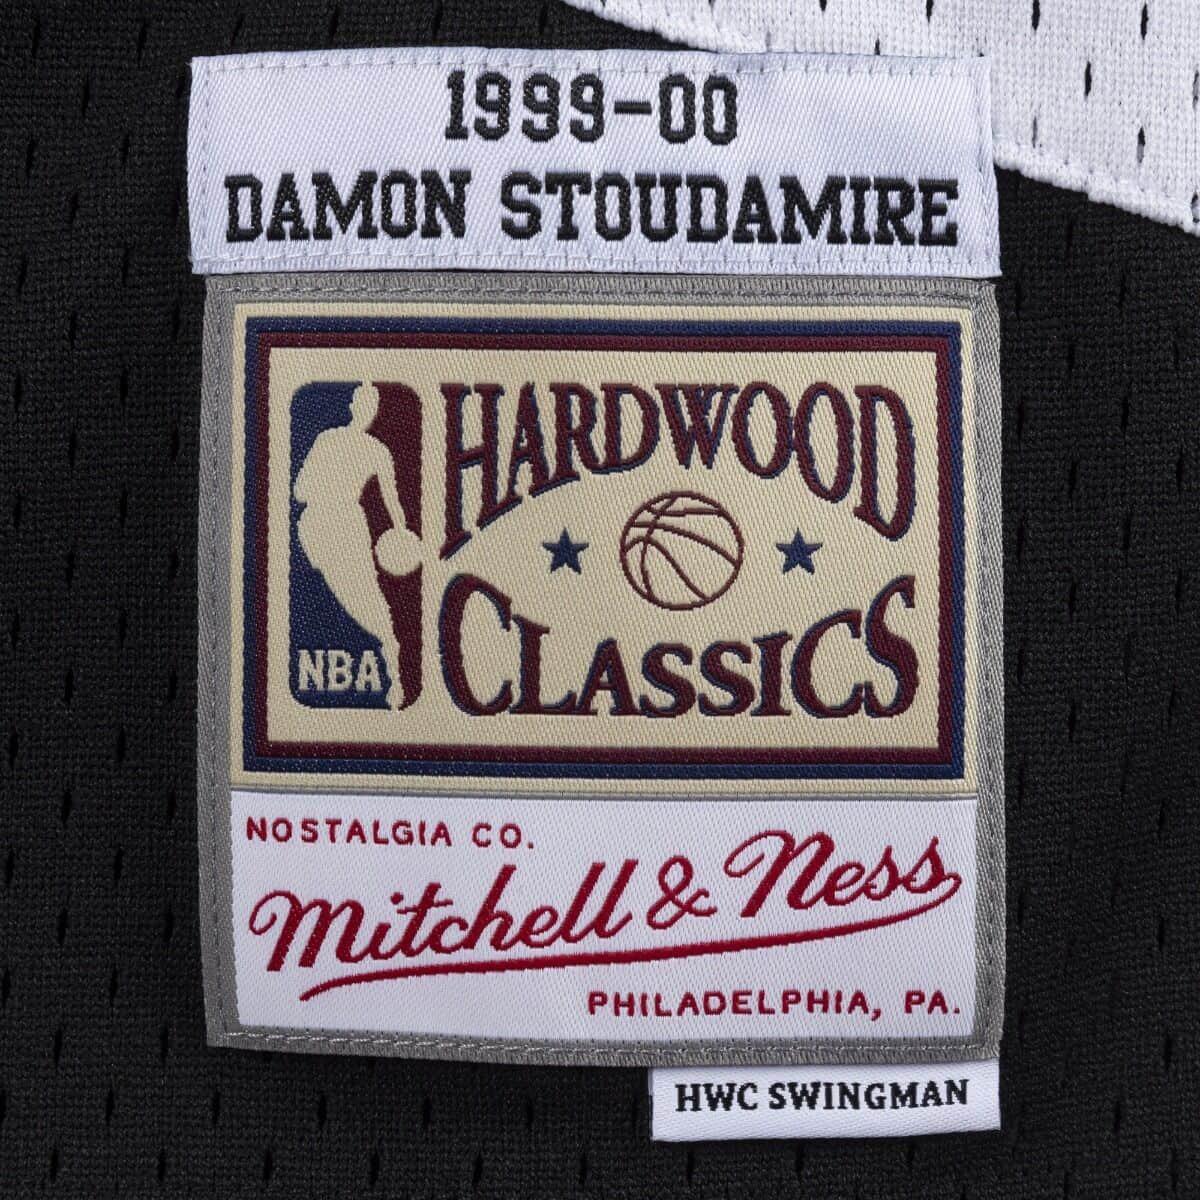 1999-00
DAMON STOUDAMIRE
HARDWOOD
CLASSICS
NBA
NOSTALGIA CO.
Mitchell & Ness
PHILADELPHIA, PA.
HWC SWINGMAN